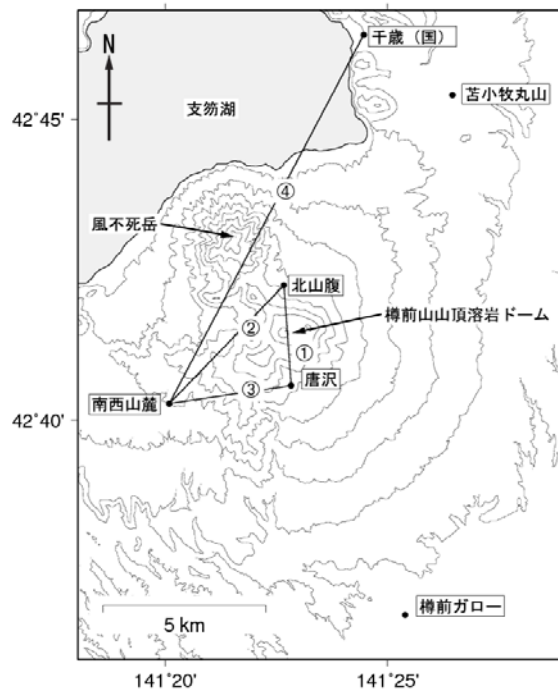 千歳（国）
N
苫小牧丸山
42˚45'
支笏湖
④
風不死岳
北山腹
樽前山山頂溶岩ドーム
②
①
③
唐沢
南西山麓
42˚40'
樽前ガロー
5 km
141˚20'
141˚25'